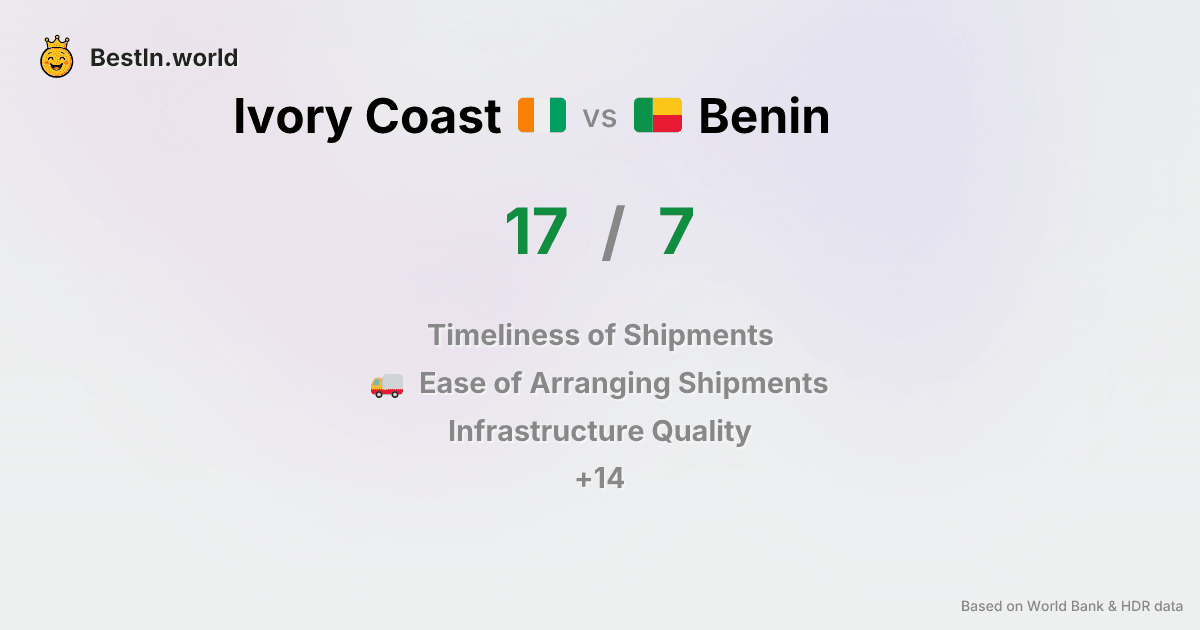 BestIn.world
Ivory Coast vs Benin
17 / 7
Timeliness of Shipments
Ease of Arranging Shipments
Infrastructure Quality
+14
Based on World Bank & HDR data